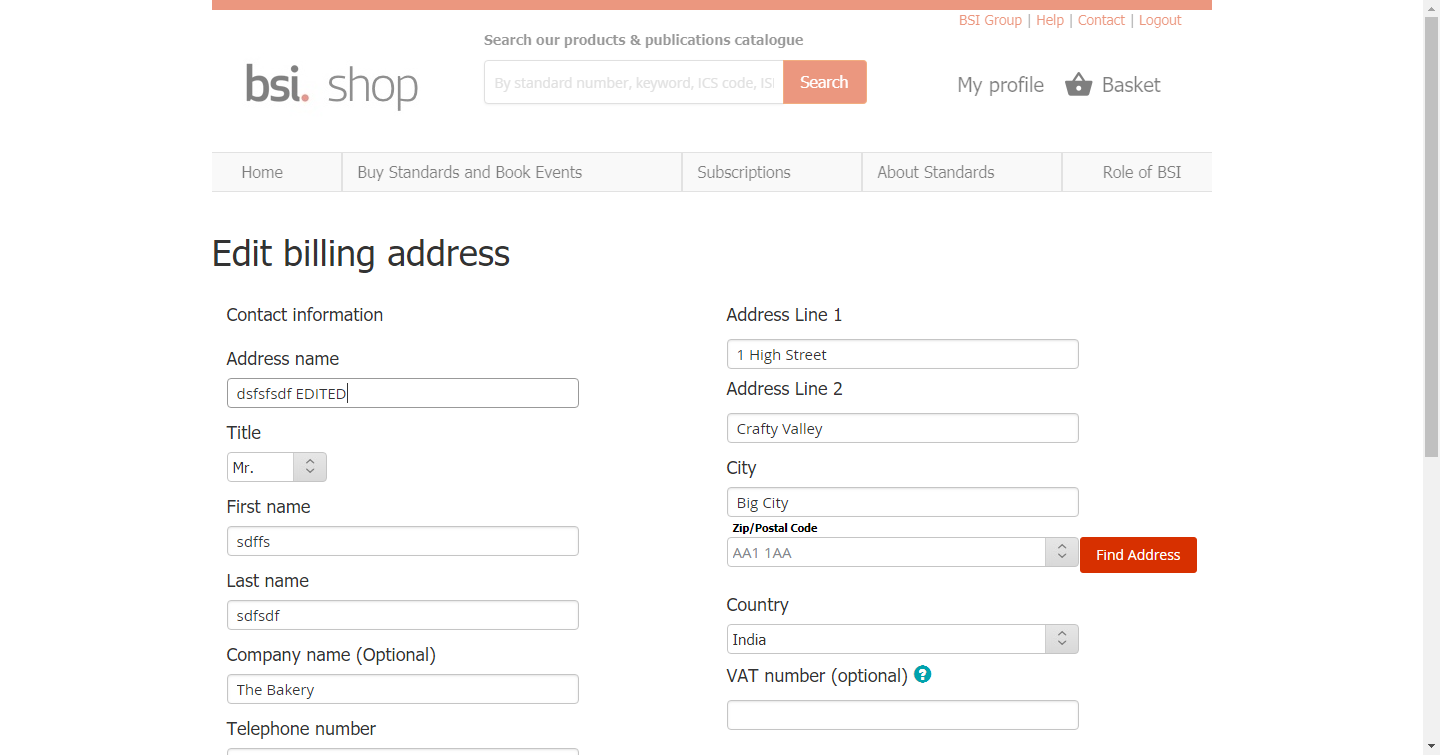 BSI Group | Help | Contact | Logout
Search our products & publications catalogue
bsi. shop
By standard number, keyword, ICS code, ISI
Search
My profile
Basket
Home
Buy Standards and Book Events
Subscriptions
About Standards
Role of BSI
Edit billing address
Contact information
Address name
dsfsfsdf EDITED
Title
Mr.
First name
sdffs
Last name
sdfsdf
Company name (Optional)
The Bakery
Telephone number
Address Line 1
1 High Street
Address Line 2
Crafty Valley
City
Big City
Zip/Postal Code
AA1 1AA
Find Address
Country
India
VAT number (optional) ?